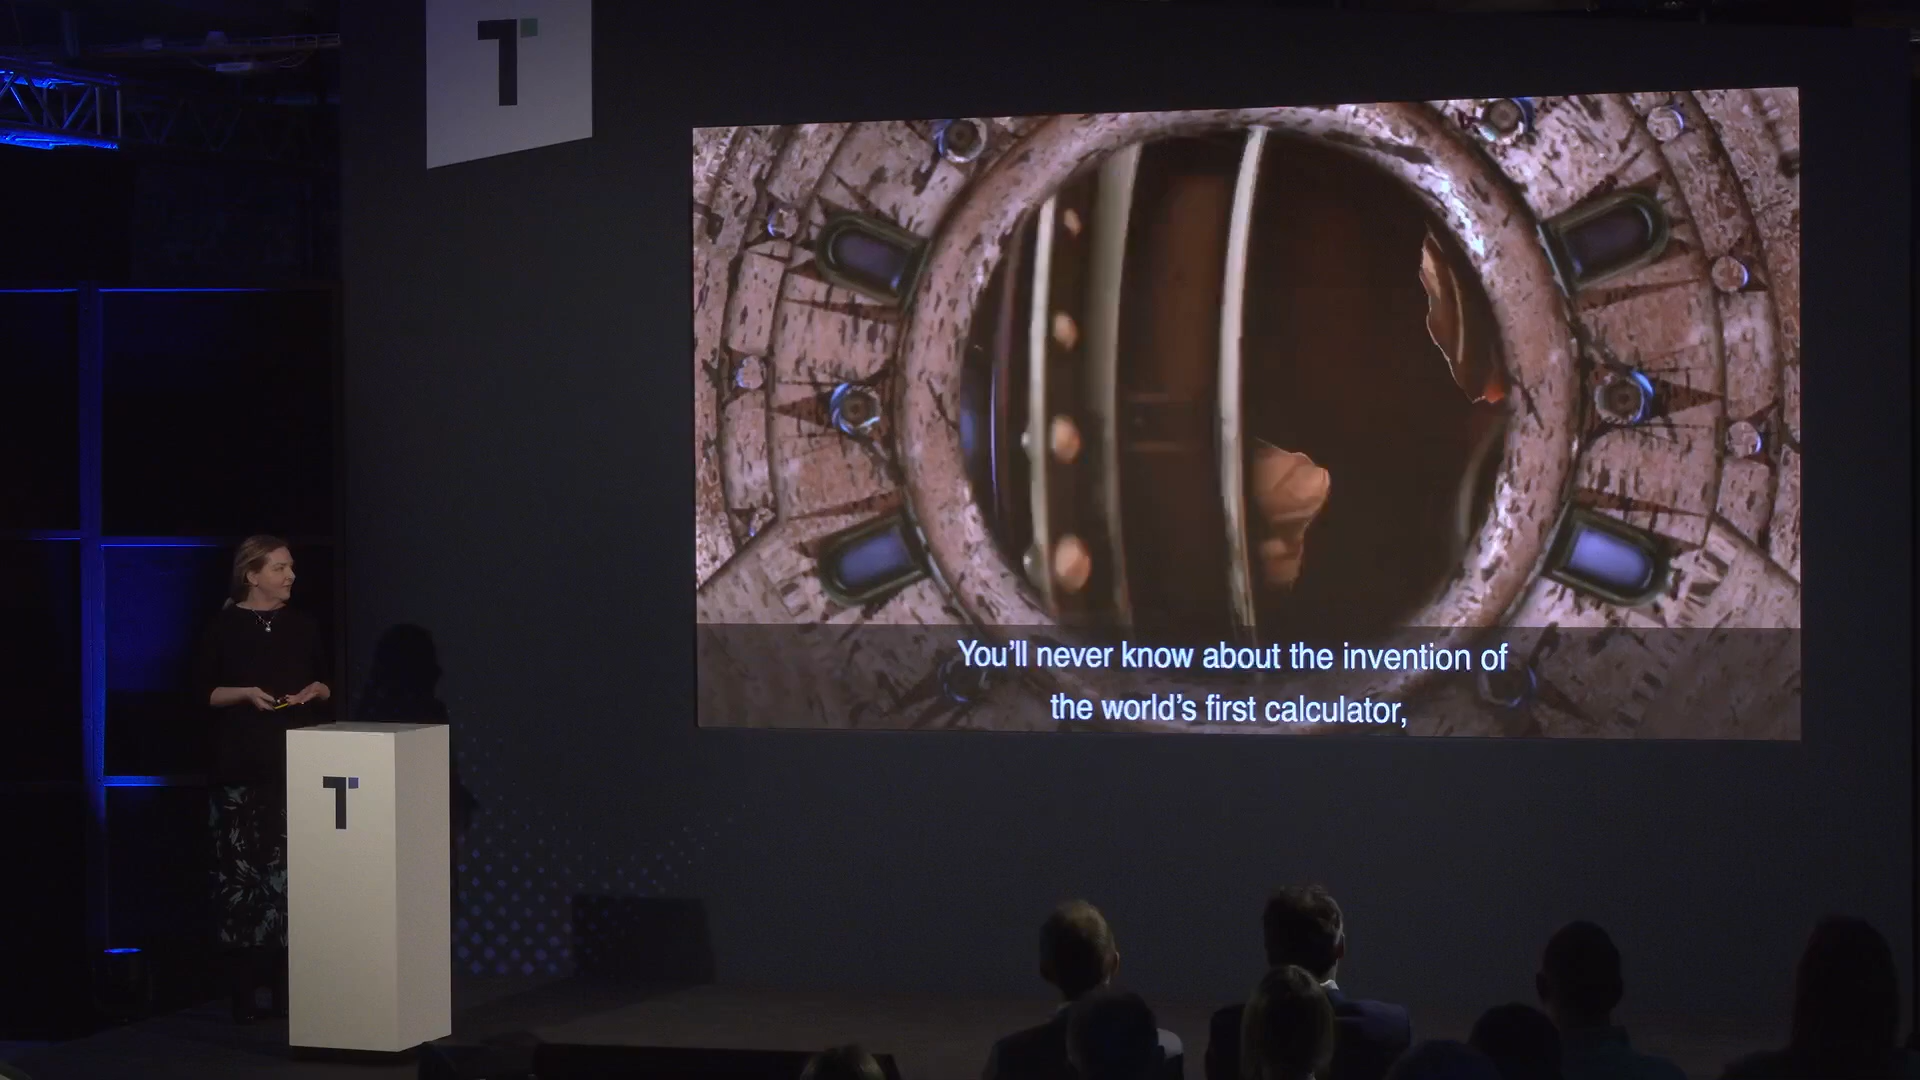 T
You'll never know about the invention of
the world's first calculator,
T